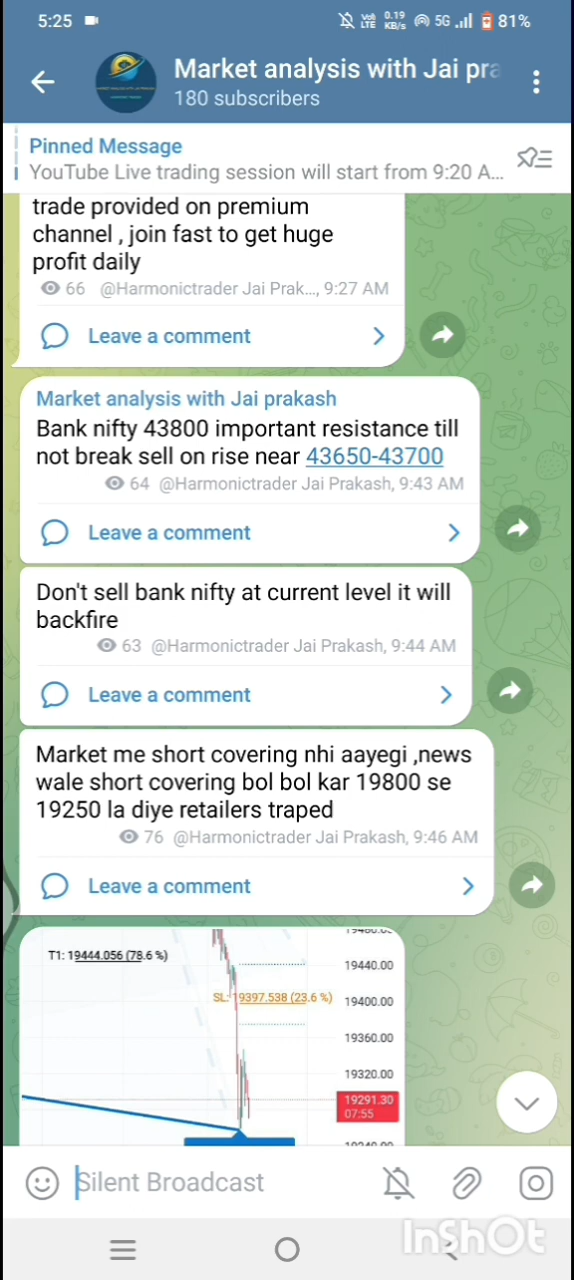 5:25
Vo)) LTE 0.19 KB/s 5G 81%
Market analysis with Jai pra
180 subscribers
Pinned Message
YouTube Live trading session will start from 9:20 A...
trade provided on premium
channel , join fast to get huge
profit daily
66 @Harmonictrader Jai Prak..., 9:27 AM
Leave a comment
Market analysis with Jai prakash
Bank nifty 43800 important resistance till
not break sell on rise near 43650-43700
64 @Harmonictrader Jai Prakash, 9:43 AM
Leave a comment
Don't sell bank nifty at current level it will
backfire
63 @Harmonictrader Jai Prakash, 9:44 AM
Leave a comment
Market me short covering nhi aayegi ,news
wale short covering bol bol kar 19800 se
19250 la diye retailers traped
76 @Harmonictrader Jai Prakash, 9:46 AM
Leave a comment
19480.00
T1: 19444.056 (78.6 %)
19440.00
SL: 19397.538 (23.6 %)
19400.00
19360.00
19320.00
19291.30
07:55
19240.00
Silent Broadcast
InShOt